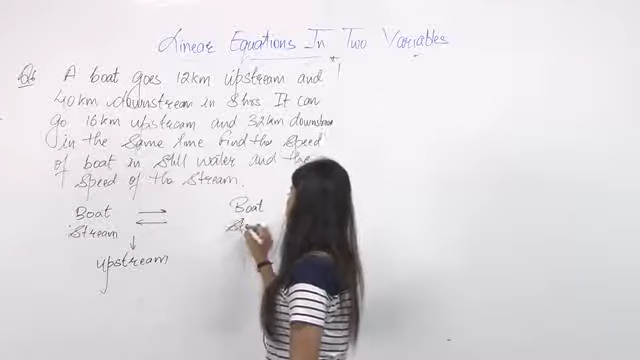 Linear Equations In Two Variables
Q6 A boat goes 12km upstream and
40km downstream in 8hrs. It can
go 16km upstream and 32km downstream
in the same time find the speed
of boat in still water and the
speed of the stream.
Boat Boat
Stream
upstream